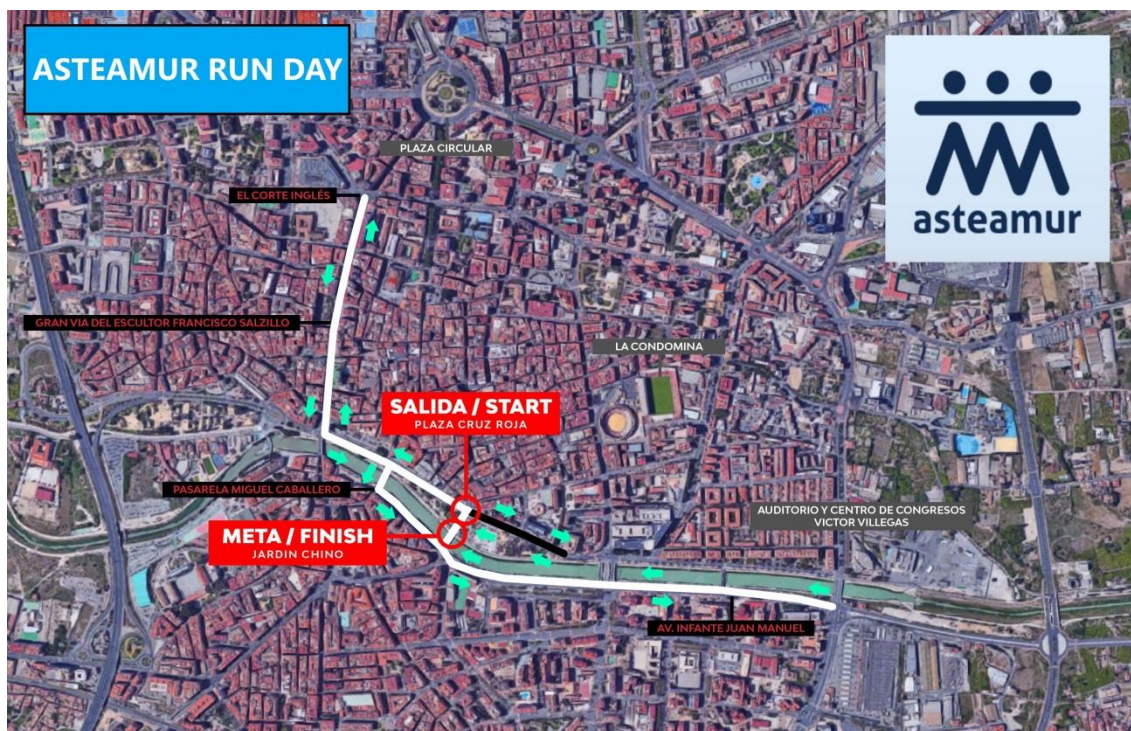 ASTEAMUR RUN DAY
PLAZA CIRCULAR
EL CORTE INGLÉS
asteamur
GRAN VIA DEL ESCULTOR FRANCISCO SALZILLO
LA CONDOMINA
SALIDA / START
PLAZA CRUZ ROJA
PASARELA MIGUEL CABALLERO
AUDITORIO Y CENTRO DE CONGRESOS
VICTOR VILLEGAS
META / FINISH
JARDIN CHINO
AV. INFANTE JUAN MANUEL